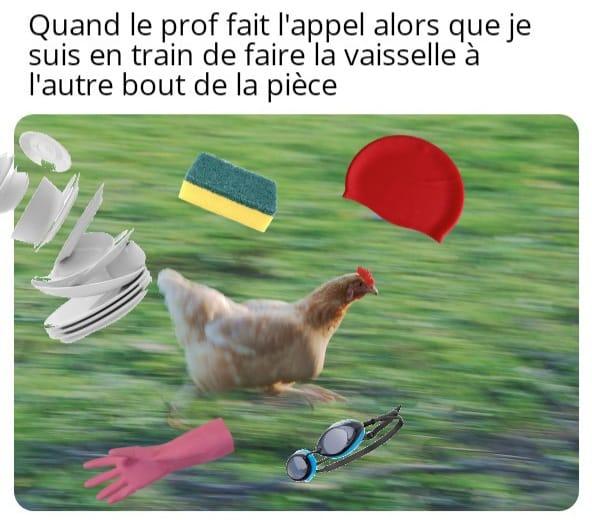 Quand le prof fait l'appel alors que je
suis en train de faire la vaisselle à
l'autre bout de la pièce